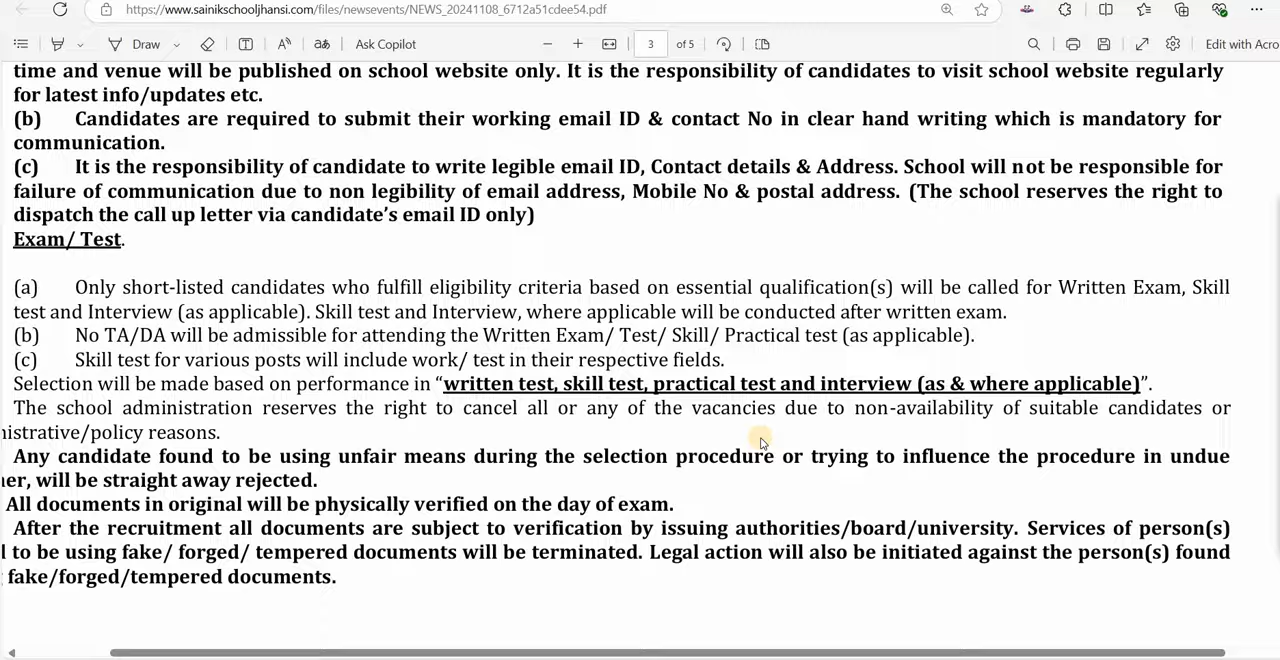 https://www.sainikschooljhansi.com/files/newsevents/NEWS_20241108_6712a51cdee54.pdf
Draw
Ask Copilot
3 of 5
Edit with Acro
time and venue will be published on school website only. It is the responsibility of candidates to visit school website regularly
for latest info/updates etc.
(b) Candidates are required to submit their working email ID & contact No in clear hand writing which is mandatory for
communication.
(c) It is the responsibility of candidate to write legible email ID, Contact details & Address. School will not be responsible for
failure of communication due to non legibility of email address, Mobile No & postal address. (The school reserves the right to
dispatch the call up letter via candidate's email ID only)
Exam/ Test.
(a) Only short-listed candidates who fulfill eligibility criteria based on essential qualification(s) will be called for Written Exam, Skill
test and Interview (as applicable). Skill test and Interview, where applicable will be conducted after written exam.
(b) No TA/DA will be admissible for attending the Written Exam/ Test/ Skill/ Practical test (as applicable).
(c) Skill test for various posts will include work/ test in their respective fields.
Selection will be made based on performance in “written test, skill test, practical test and interview (as & where applicable)”.
The school administration reserves the right to cancel all or any of the vacancies due to non-availability of suitable candidates or
nistrative/policy reasons.
Any candidate found to be using unfair means during the selection procedure or trying to influence the procedure in undue
er, will be straight away rejected.
All documents in original will be physically verified on the day of exam.
After the recruitment all documents are subject to verification by issuing authorities/board/university. Services of person(s)
to be using fake/ forged/ tempered documents will be terminated. Legal action will also be initiated against the person(s) found
fake/forged/tempered documents.